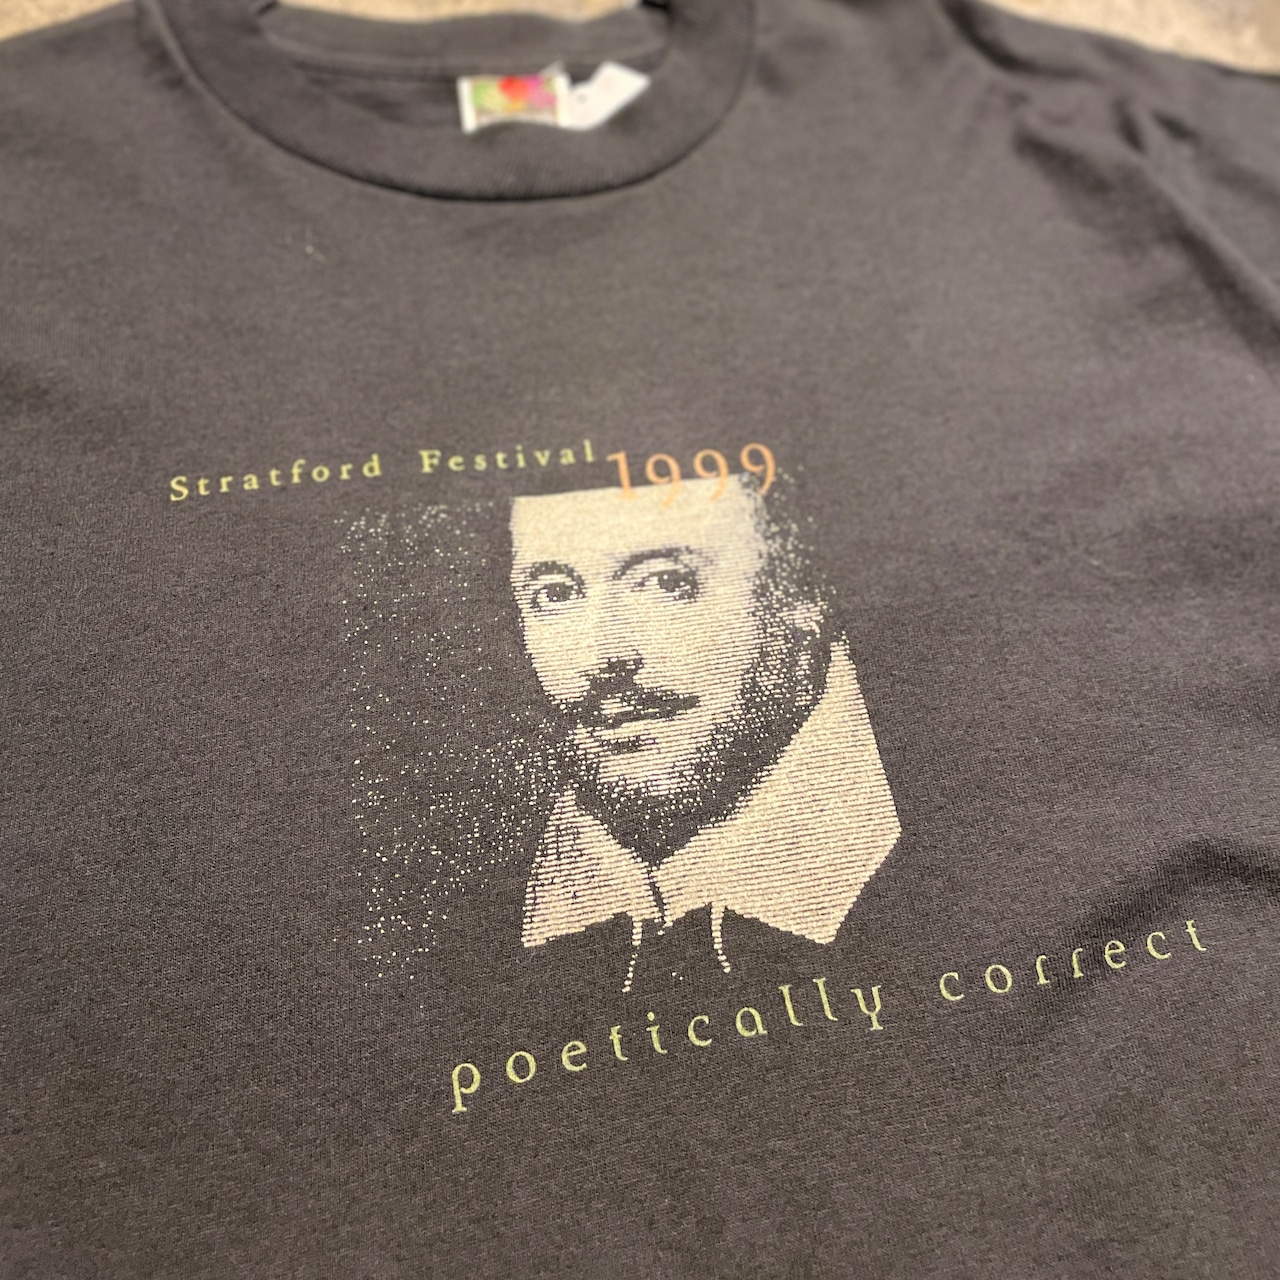 Stratford Festival 1999
poetically correct